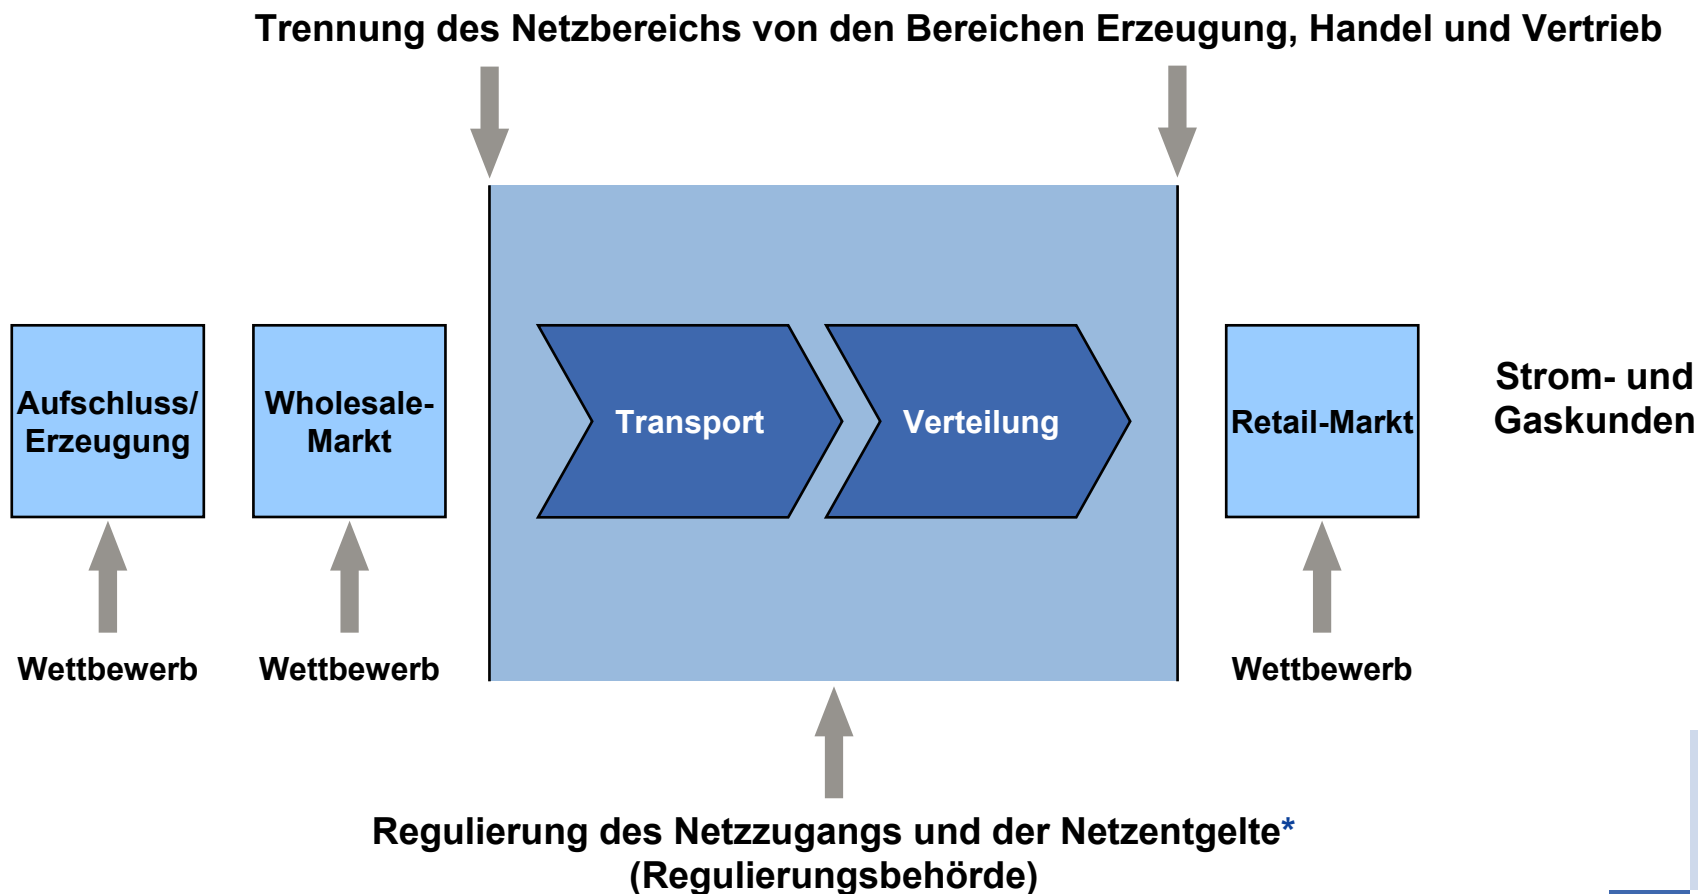 Trennung des Netzbereichs von den Bereichen Erzeugung, Handel und Vertrieb
Aufschluss/
Erzeugung
Wholesale-
Markt
Transport
Verteilung
Retail-Markt
Strom- und
Gaskunden
Wettbewerb
Wettbewerb
Wettbewerb
Regulierung des Netzzugangs und der Netzentgelte*
(Regulierungsbehörde)